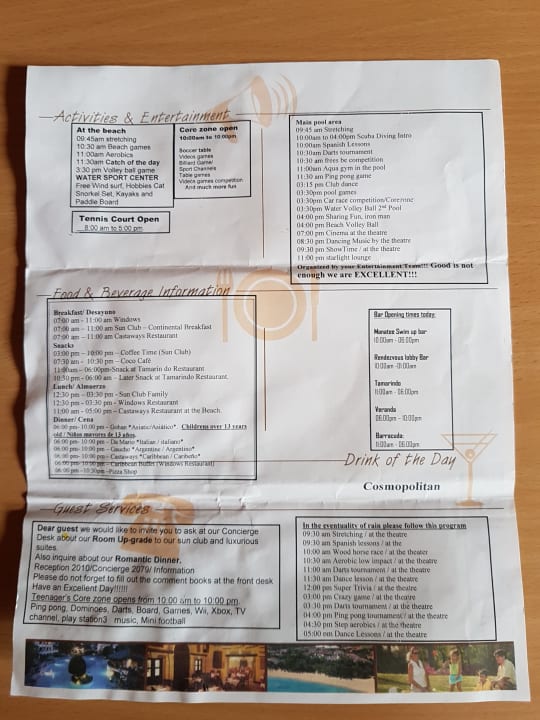 Activities & Entertainment
At the beach
09:45am stretching
10:30 am Beach games
11:00am Aerobics
11:30am Catch of the day
3:30 pm Volley ball game
WATER SPORT CENTER
Free Wind surf, Hobbies Cat
Snorkel Set, Kayaks and
Paddle Board
Tennis Court Open
8:00 am to 5:00 pm
Core zone open
10:00am to 10:00pm
Soccer table
Videos games
Billiard Game
Sport Channels
Table games
Videos games competition
And much more fun
Main pool area
09:45 am Stretching
10:00am to 04:00pm Scuba Diving Intro
10:00am Spanish Lessons
10:30am Darts tournament
10:30 am frees be competition
11:00am Aqua gym in the pool
11:30 am Ping pong game
03:15 pm Club dance
03:30pm pool games
03:30pm Car race competition/Corezone
03:30pm Water Volley Ball 2nd Pool
04:00 pm Sharing Fun, iron man
04:00 pm Beach Volley Ball
07:00 pm Cinema at the theatre
08:30 pm Dancing Music by the theatre
09:30 pm ShowTime / at the theatre
11:00 pm starlight lounge
Organized by your Entertainment Team!!! Good is not
enough we are EXCELLENT!!!
Food & Beverage Information
Breakfast/ Desayuno
07:00 am - 11:00 am Windows
07:00 am - 11:00 am Sun Club – Continental Breakfast
07:00 am - 11:00 am Castaways Restaurant
Snacks
03:00 pm - 10:00 pm – Coffee Time (Sun Club)
07:30 am - 10:30 pm – Coco Café
11:00am - 06:00pm-Snack at Tamarin do Restaurant
10:30 pm - 06:00 am – Later Snack at Tamarindo Restaurant.
Lunch/ Almuerzo
12:30 pm - 03:30 pm - Sun Club Family
12:30 pm - 03:30 pm - Windows Restaurant
11:00 am - 05:00 pm - Castaways Restaurant at the Beach.
Dinner/ Cena
06:00 pm- 10:00 pm - Gohan *Asiatic/Asiático* Childrens over 13 years
old / Niños mayores de 13 años.
06:00 pm- 10:00 pm – Da Mario *Italian / italiano*
06:00 pm- 10:00 pm – Gaucho *Argentine / Argentino*
06:00 pm- 10:00 pm - Castaways *Caribbean / Caribeño*
06:00 pm- 10:00 pm – Caribbean Buffet (Windows Restaurant)
06:00 pm -10:30pm –Pizza Shop
Bar Opening times today:
Manatee Swim up bar
10:00am - 06:00pm
Rendezvous lobby Bar
10:00am -01:00am
Tamarindo
11:00am - 06:00pm
Veranda
06:00pm - 10:00pm
Barracuda:
11:00 am - 06:00pm
Drink of the Day
Cosmopolitan
Guest Services
Dear guest we would like to invite you to ask at our Concierge
Desk about our Room Up-grade to our sun club and luxurious
suites.
Also inquire about our Romantic Dinner.
Reception 2010/Concierge 2079/ Information
Please do not forget to fill out the comment books at the front desk
Have an Excellent Day!!!!!!
Teenager's Core zone opens from 10:00 am to 10:00 pm.
Ping pong, Dominoes, Darts, Board, Games, Wii, Xbox, TV
channel, play station3 music, Mini football
In the eventuality of rain please follow this program
09:30 am Stretching / at the theatre
09:30 am Spanish lessons / at the
10:00 am Wood horse race / at the theater
10:30 am Aerobic low impact / at the theatre
11:00 am Darts tournament / at the theatre
11:30 am Dance lesson / at the theatre
12:00 pm Super Trivia / at the theatre
03:00 pm Crazy game / at the theatre
03:30 pm Darts tournament / at the theatre
04:00 pm Ping pong tournament / at the theatre
04:30 pm Step aerobics / at the theatre
05:00 om Dance Lessons / at the theatre